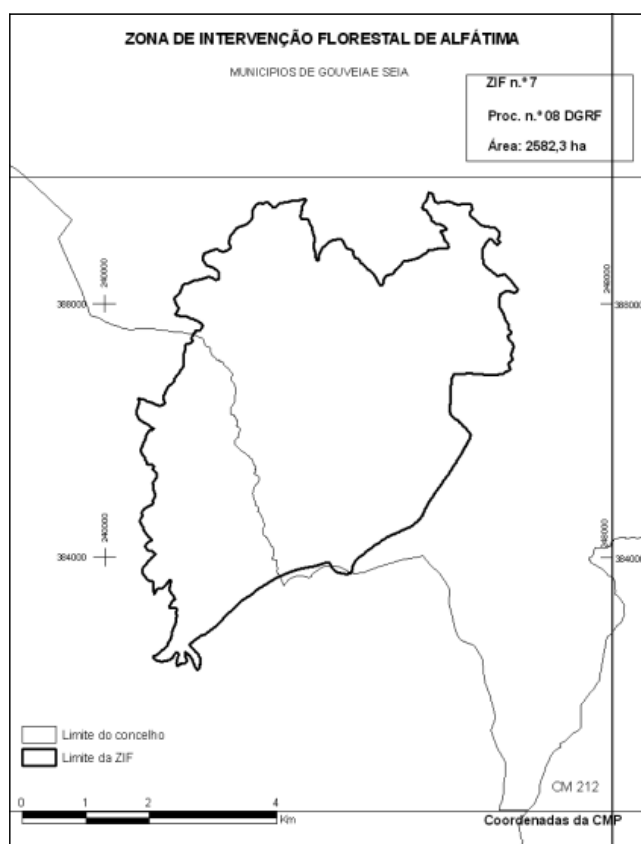 ZONA DE INTERVENÇÃO FLORESTAL DE ALFÁTIMA
MUNICIPIOS DE GOUVEIA E SEIA
ZIF n.º 7
Proc. n.º 08 DGRF
Área: 2582,3 ha
240000
248000
388000
388000
240000
248000
384000
384000
Limite do concelho
Limite da ZIF
CM 212
0 1 2 4
Km
Coordenadas da CMP